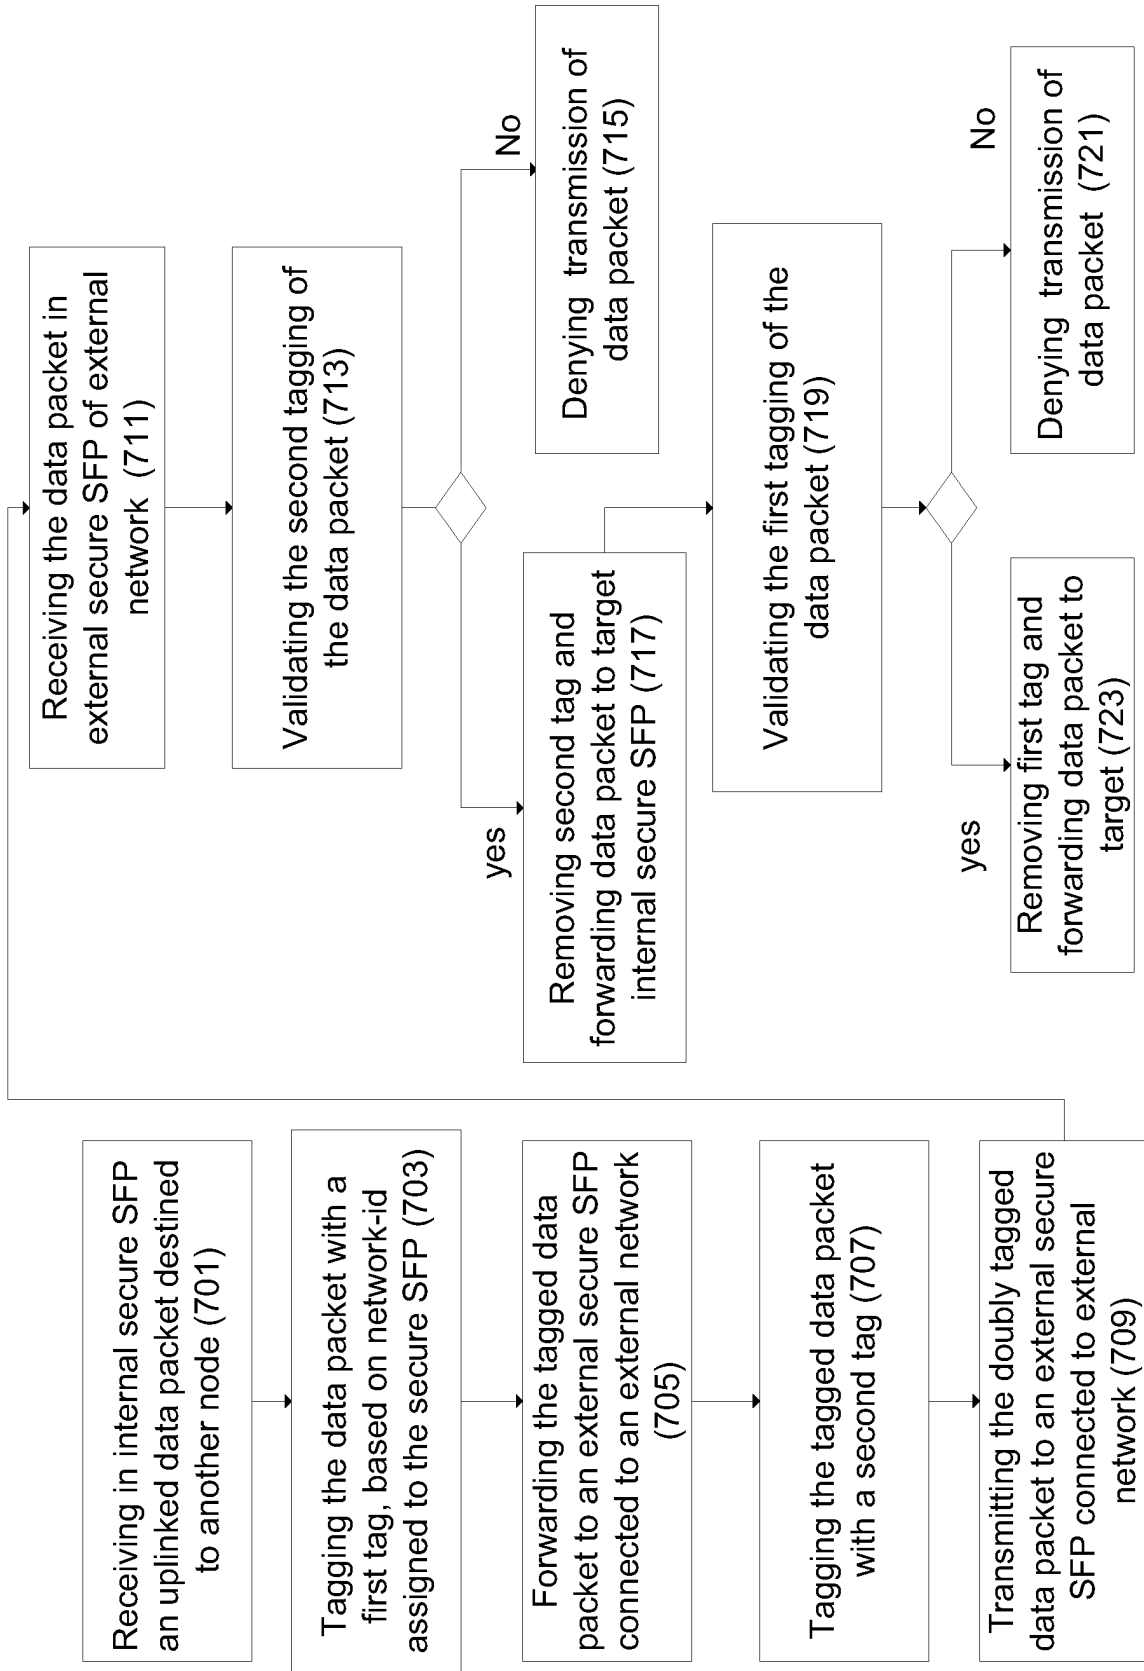 Receiving in internal secure SFP
an uplinked data packet destined
to another node (701)
Tagging the data packet with a
first tag, based on network-id
assigned to the secure SFP (703)
Forwarding the tagged data
packet to an external secure SFP
connected to an external network
(705)
Tagging the tagged data packet
with a second tag (707)
Transmitting the doubly tagged
data packet to an external secure
SFP connected to external
network (709)
Receiving the data packet in
external secure SFP of external
network (711)
Validating the second tagging of
the data packet (713)
yes
No
Removing second tag and
forwarding data packet to target
internal secure SFP (717)
Denying transmission of
data packet (715)
Validating the first tagging of the
data packet (719)
yes
No
Removing first tag and
forwarding data packet to
target (723)
Denying transmission of
data packet (721)